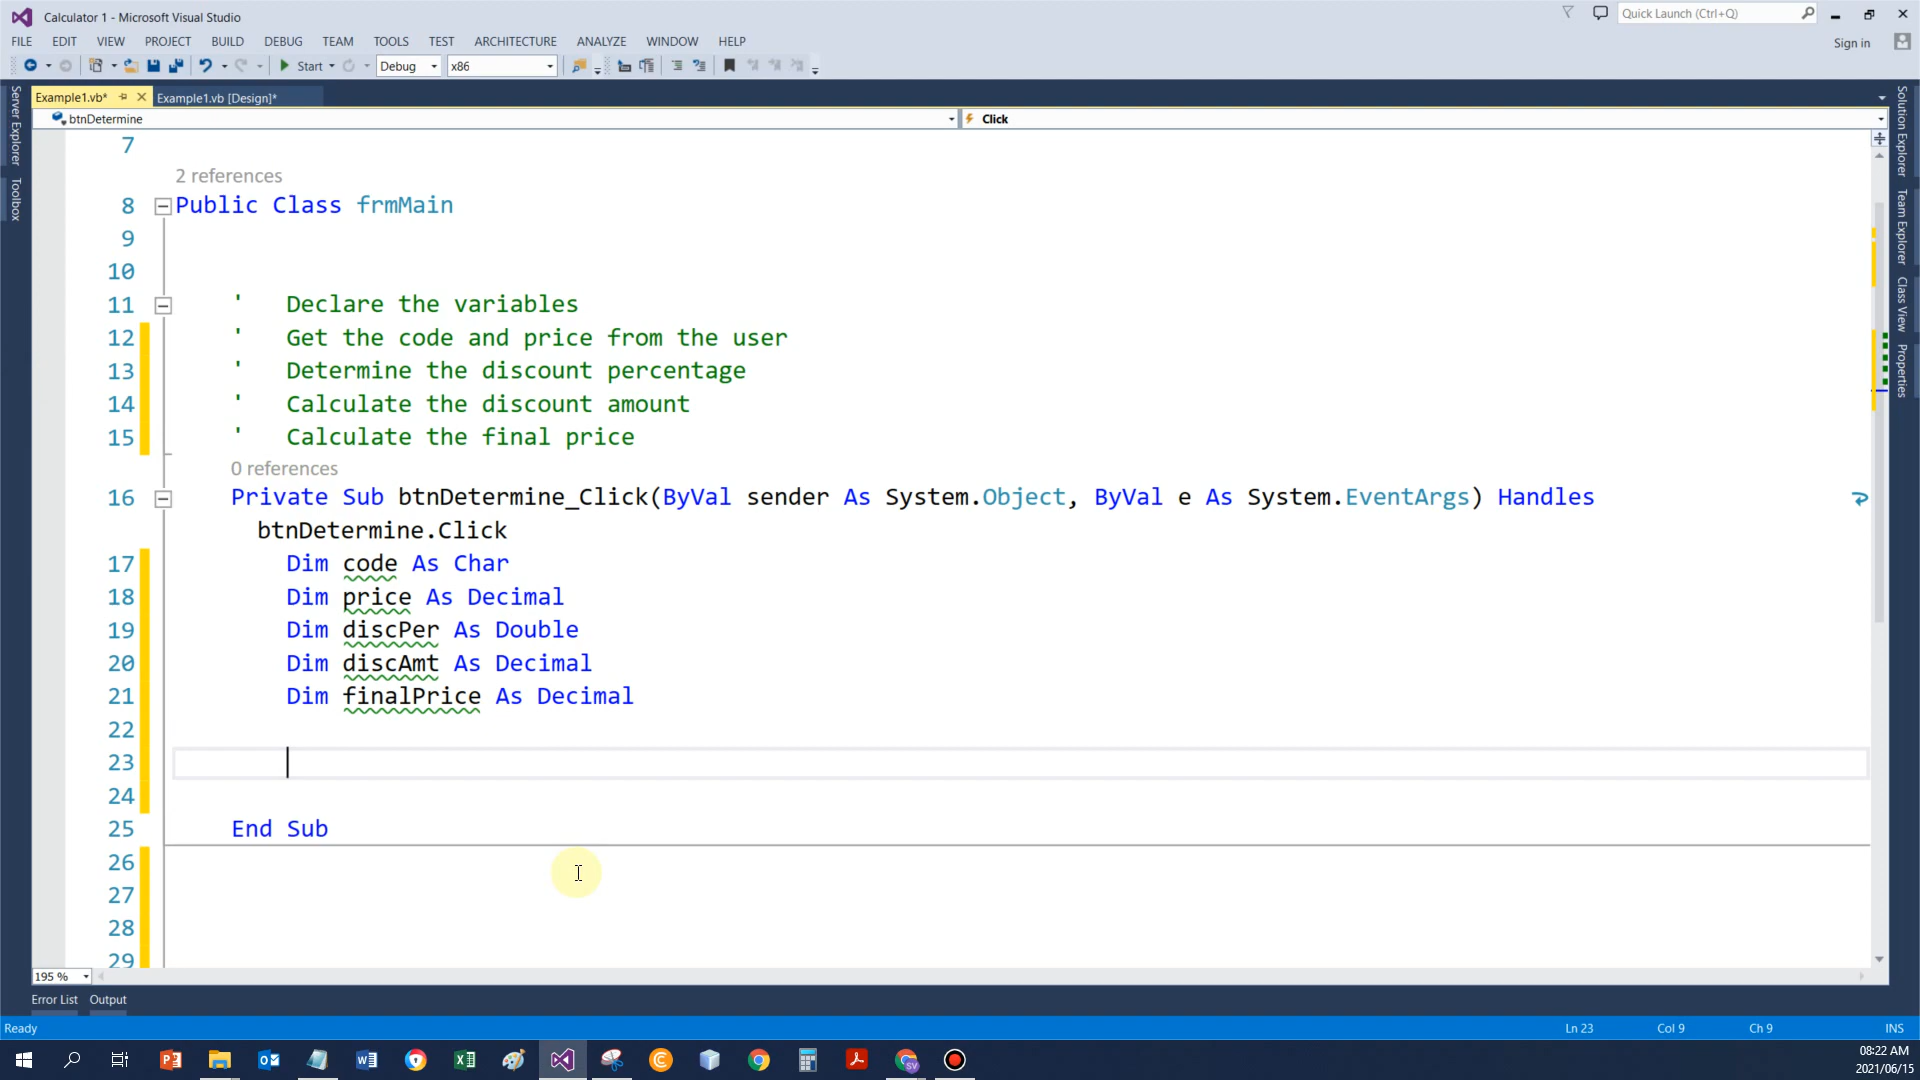 Calculator 1 - Microsoft Visual Studio
Quick Launch (Ctrl+Q)
FILE EDIT VIEW PROJECT BUILD DEBUG TEAM TOOLS TEST ARCHITECTURE ANALYZE WINDOW HELP
Sign in
Start Debug x86
Example1.vb* Example1.vb [Design]*
btnDetermine Click
Server Explorer
Toolbox
Solution Explorer
Team Explorer
Class View
Properties
7
2 references
8 Public Class frmMain
9
10
11 ' Declare the variables
12 ' Get the code and price from the user
13 ' Determine the discount percentage
14 ' Calculate the discount amount
15 ' Calculate the final price
0 references
16 Private Sub btnDetermine_Click(ByVal sender As System.Object, ByVal e As System.EventArgs) Handles
btnDetermine.Click
17 Dim code As Char
18 Dim price As Decimal
19 Dim discPer As Double
20 Dim discAmt As Decimal
21 Dim finalPrice As Decimal
22
23
24
25 End Sub
26
27
28
29
195 %
Error List Output
Ready Ln 23 Col 9 Ch 9 INS
08:22 AM
2021/06/15